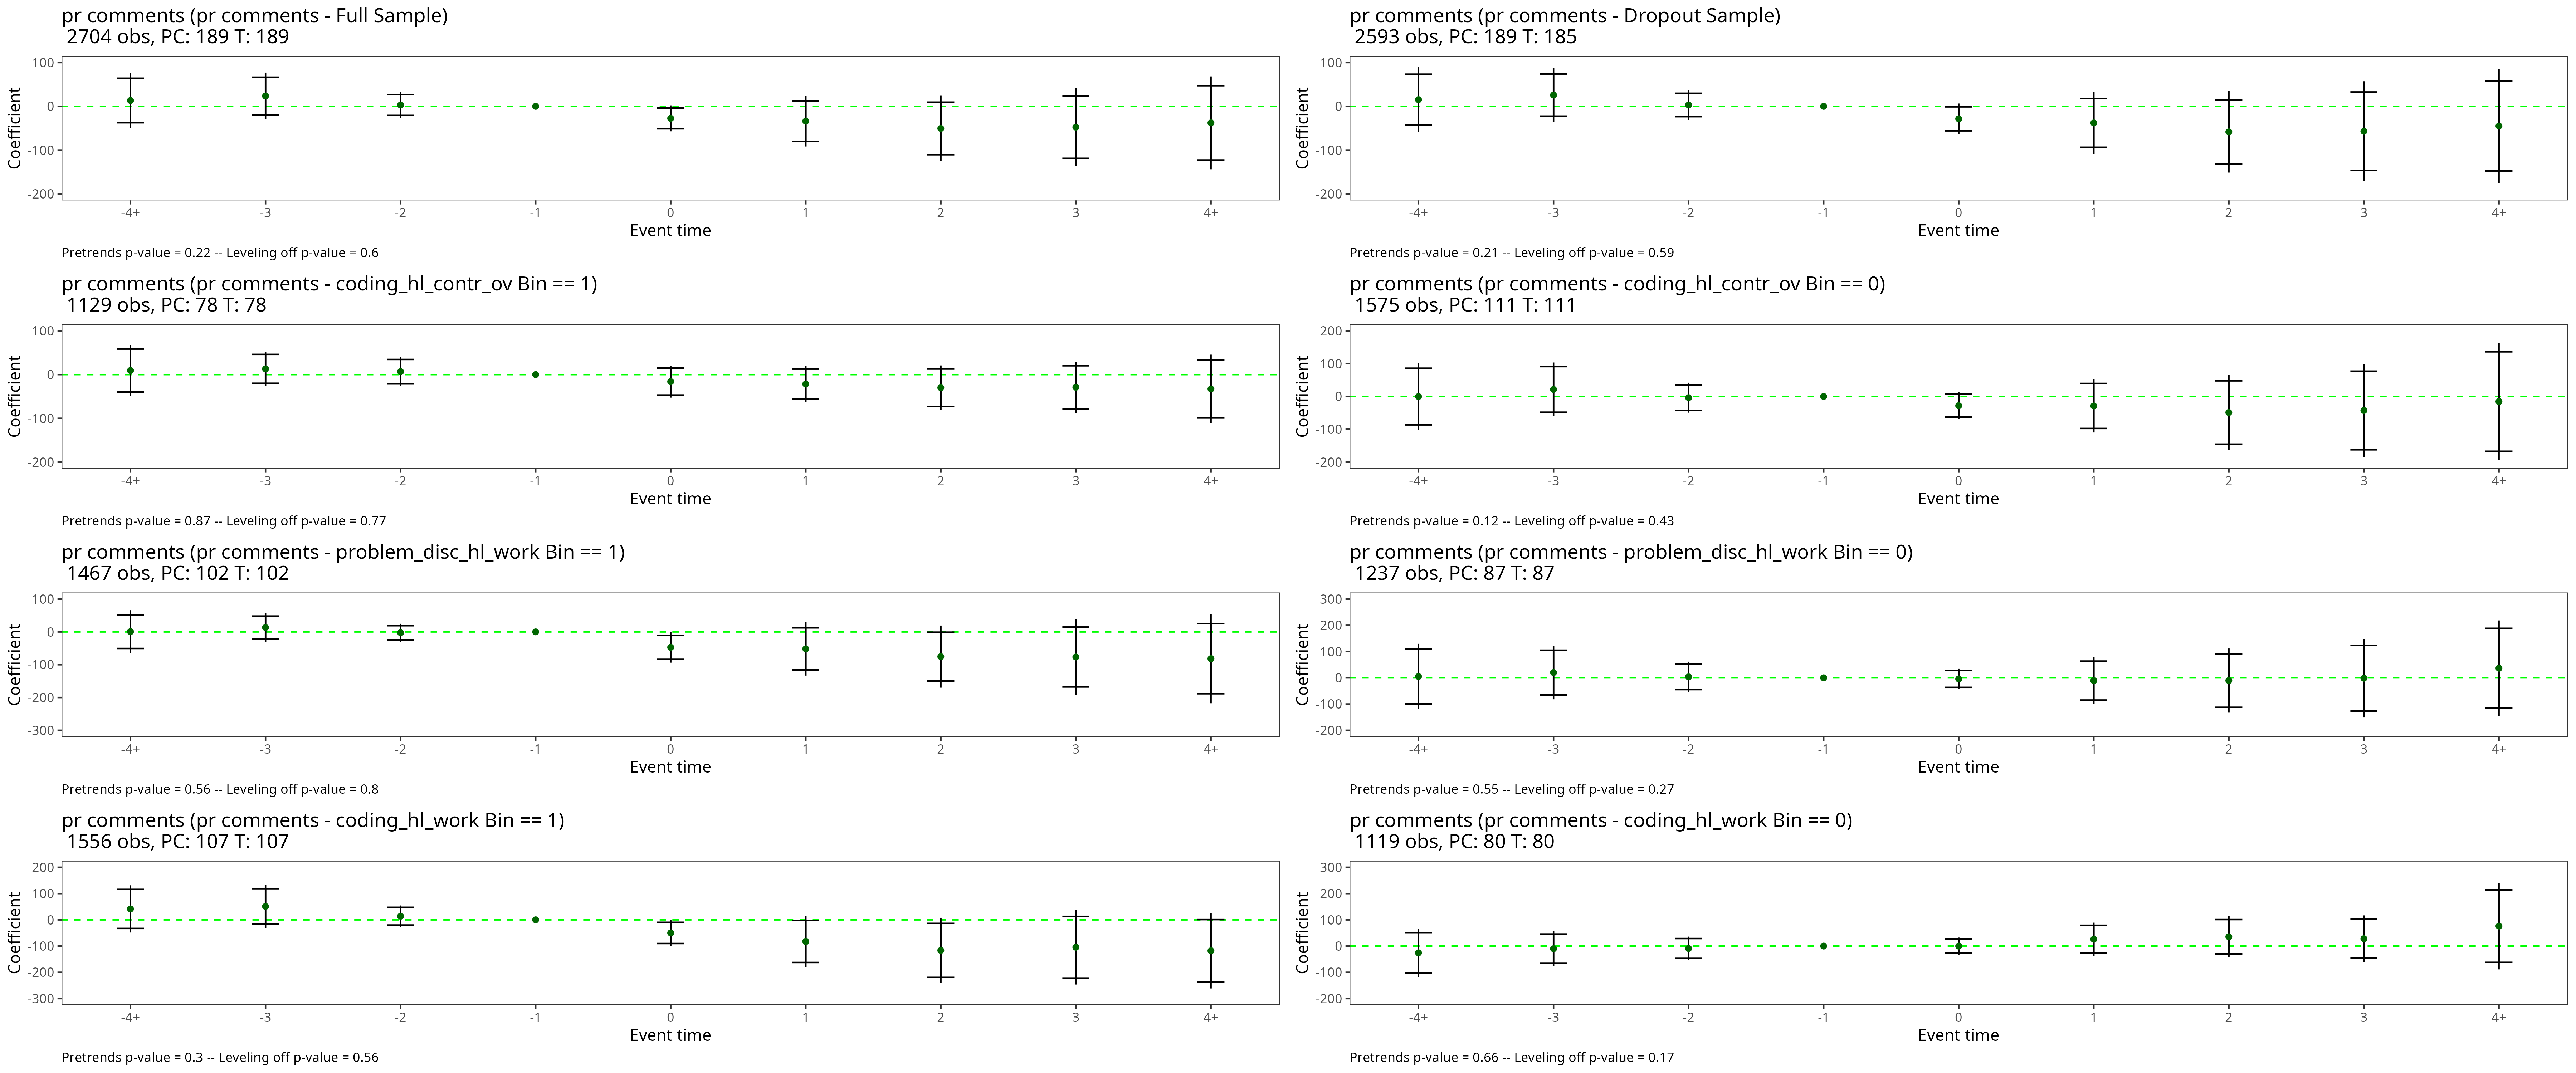 pr comments (pr comments - Full Sample)
2704 obs, PC: 189 T: 189
Coefficient
100
0
-100
-200
-4+ -3 -2 -1 0 1 2 3 4+
Event time
Pretrends p-value = 0.22 -- Leveling off p-value = 0.6
pr comments (pr comments - Dropout Sample)
2593 obs, PC: 189 T: 185
Coefficient
100
0
-100
-200
-4+ -3 -2 -1 0 1 2 3 4+
Event time
Pretrends p-value = 0.21 -- Leveling off p-value = 0.59
pr comments (pr comments - coding_hl_contr_ov Bin == 1)
1129 obs, PC: 78 T: 78
Coefficient
100
0
-100
-200
-4+ -3 -2 -1 0 1 2 3 4+
Event time
Pretrends p-value = 0.87 -- Leveling off p-value = 0.77
pr comments (pr comments - coding_hl_contr_ov Bin == 0)
1575 obs, PC: 111 T: 111
Coefficient
200
100
0
-100
-200
-4+ -3 -2 -1 0 1 2 3 4+
Event time
Pretrends p-value = 0.12 -- Leveling off p-value = 0.43
pr comments (pr comments - problem_disc_hl_work Bin == 1)
1467 obs, PC: 102 T: 102
Coefficient
100
0
-100
-200
-300
-4+ -3 -2 -1 0 1 2 3 4+
Event time
Pretrends p-value = 0.56 -- Leveling off p-value = 0.8
pr comments (pr comments - problem_disc_hl_work Bin == 0)
1237 obs, PC: 87 T: 87
Coefficient
300
200
100
0
-100
-200
-4+ -3 -2 -1 0 1 2 3 4+
Event time
Pretrends p-value = 0.55 -- Leveling off p-value = 0.27
pr comments (pr comments - coding_hl_work Bin == 1)
1556 obs, PC: 107 T: 107
Coefficient
200
100
0
-100
-200
-300
-4+ -3 -2 -1 0 1 2 3 4+
Event time
Pretrends p-value = 0.3 -- Leveling off p-value = 0.56
pr comments (pr comments - coding_hl_work Bin == 0)
1119 obs, PC: 80 T: 80
Coefficient
300
200
100
0
-100
-200
-4+ -3 -2 -1 0 1 2 3 4+
Event time
Pretrends p-value = 0.66 -- Leveling off p-value = 0.17